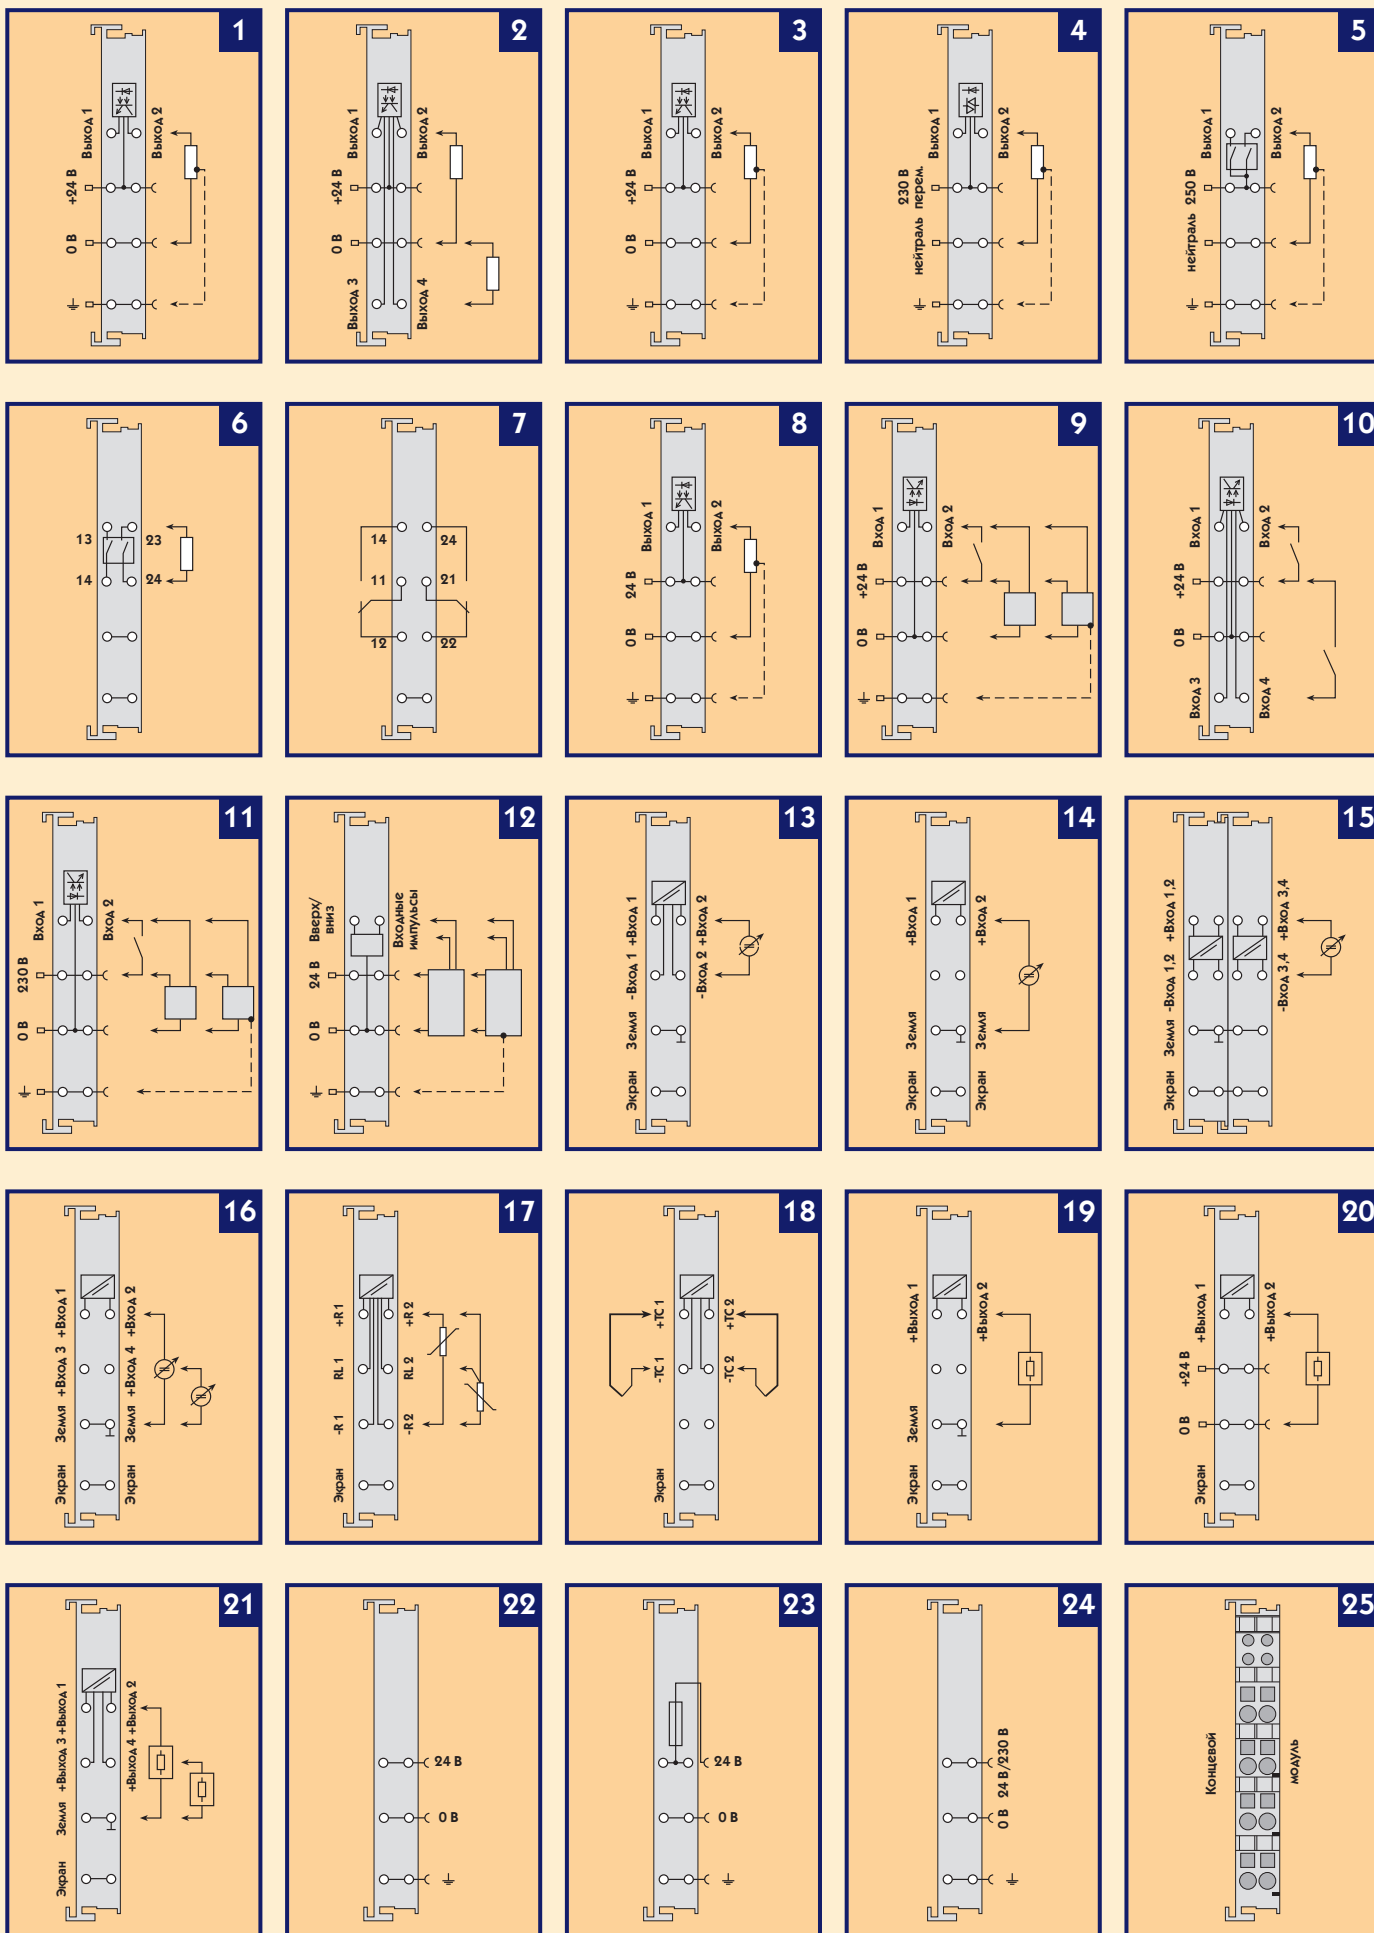 1
Выход 1
Выход 2
+24 В
0 В
2
Выход 1
Выход 2
+24 В
0 В
Выход 3
Выход 4
3
Выход 1
Выход 2
+24 В
0 В
4
Выход 1
Выход 2
230 В
перем.
нейтраль
5
Выход 1
Выход 2
250 В
нейтраль
6
13
23
14
24
7
14
24
11
21
12
22
8
Выход 1
Выход 2
24 В
0 В
9
Вход 1
Вход 2
+24 В
0 В
10
Вход 1
Вход 2
+24 В
0 В
Вход 3
Вход 4
11
Вход 1
Вход 2
230 В
0 В
12
Вверх/
вниз
Входные
импульсы
24 В
0 В
13
Экран Земля -Вход 1 +Вход 1
-Вход 2 +Вход 2
14
Экран Земля +Вход 1
Экран Земля +Вход 2
15
Экран Земля -Вход 1,2 +Вход 1,2
-Вход 3,4 +Вход 3,4
16
Экран Земля +Вход 3 +Вход 1
Экран Земля +Вход 4 +Вход 2
17
Экран -R 1 RL 1 +R 1
-R 2 RL 2 +R 2
18
Экран -TC 1 +TC 1
-TC 2 +TC 2
19
Экран Земля +Выход 1
+Выход 2
20
Экран 0 В +24 В +Выход 1
+Выход 2
21
Экран Земля +Выход 3 +Выход 1
+Выход 4 +Выход 2
22
24 В
0 В
23
24 В
0 В
24
0 В 24 В/230 В
25
Концевой
модуль